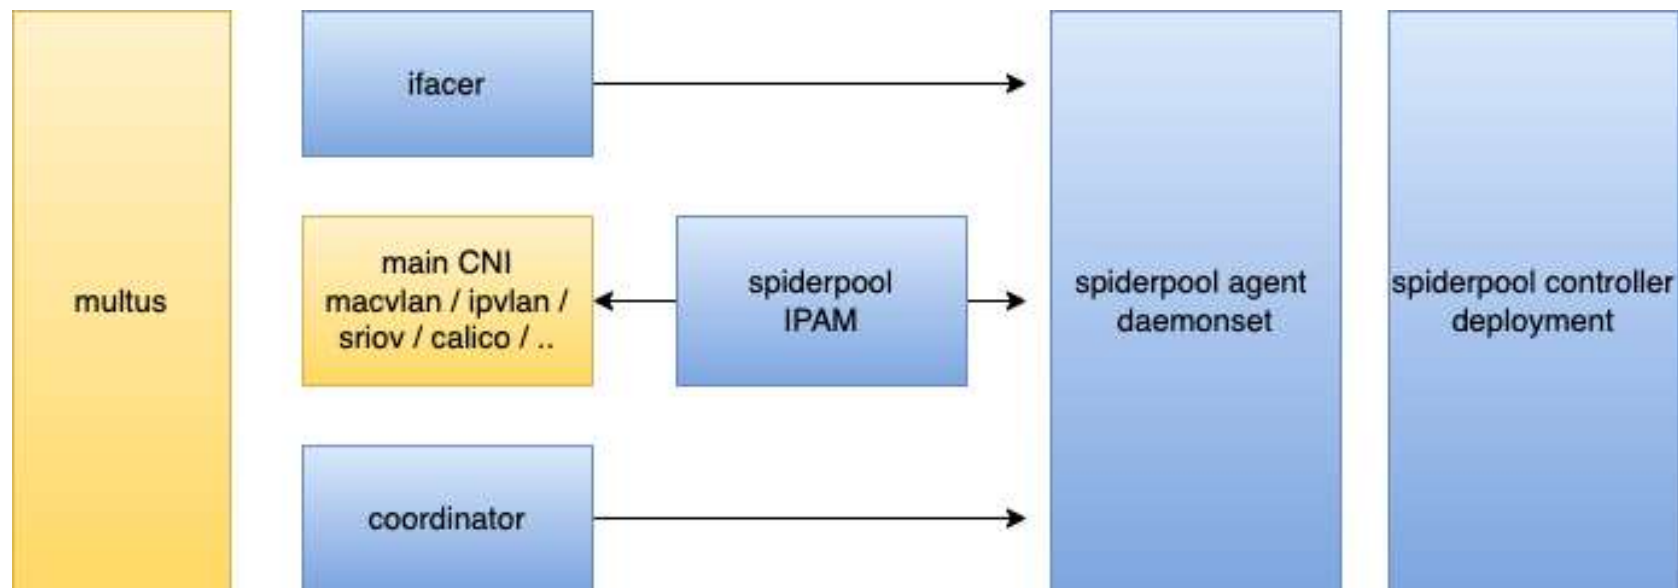 multus
ifacer
main CNI
macvlan / ipvlan /
sriov / calico / ..
coordinator
spiderpool
IPAM
spiderpool agent
daemonset
spiderpool controller
deployment